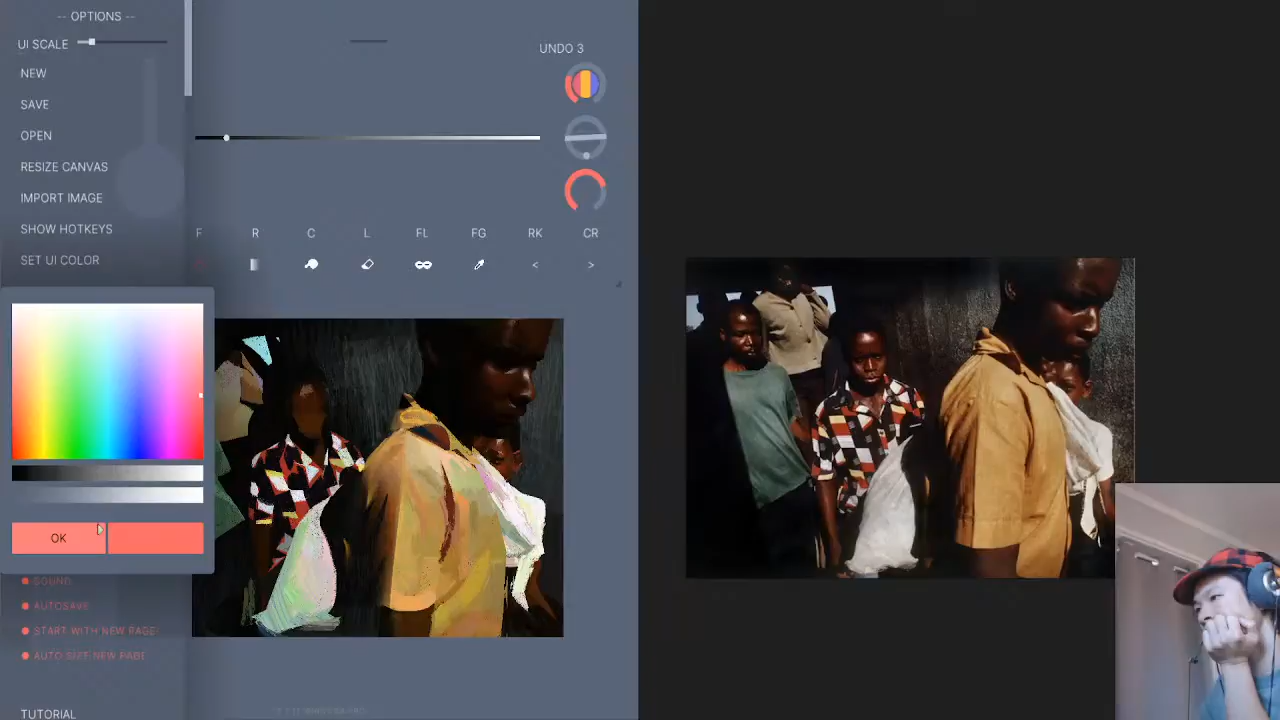 -- OPTIONS --
UI SCALE
UNDO 3
NEW
SAVE
OPEN
RESIZE CANVAS
IMPORT IMAGE
SHOW HOTKEYS
F R C L FL FG RK CR
< >
SET UI COLOR
OK
SOUND
AUTOSAVE
START WITH NEW PAGE
AUTO SIZE NEW PAGE
TUTORIAL